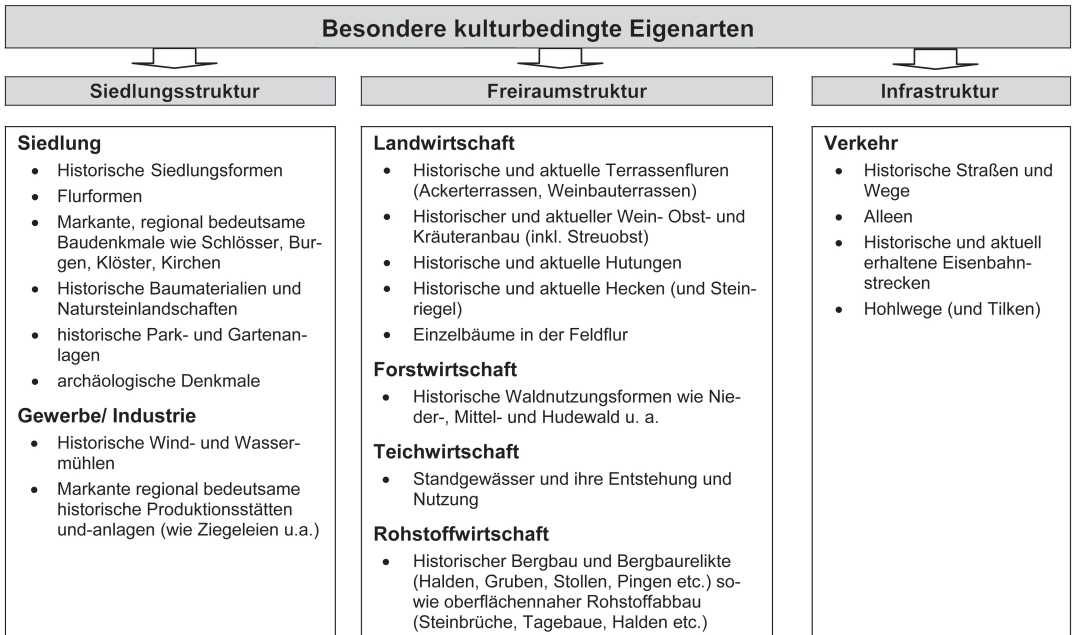 Besondere kulturbedingte Eigenarten
Siedlungsstruktur
Freiraumstruktur
Infrastruktur
Siedlung
• Historische Siedlungsformen
• Flurformen
• Markante, regional bedeutsame
Baudenkmale wie Schlösser, Bur-
gen, Klöster, Kirchen
• Historische Baumaterialien und
Natursteinlandschaften
• historische Park- und Gartenan-
lagen
• archäologische Denkmale
Gewerbe/ Industrie
• Historische Wind- und Wasser-
mühlen
• Markante regional bedeutsame
historische Produktionsstätten
und-anlagen (wie Ziegeleien u.a.)
Landwirtschaft
• Historische und aktuelle Terrassenfluren
(Ackerterrassen, Weinbauterrassen)
• Historischer und aktueller Wein- Obst- und
Kräuteranbau (inkl. Streuobst)
• Historische und aktuelle Hutungen
• Historische und aktuelle Hecken (und Stein-
riegel)
• Einzelbäume in der Feldflur
Forstwirtschaft
• Historische Waldnutzungsformen wie Nie-
der-, Mittel- und Hudewald u. a.
Teichwirtschaft
• Standgewässer und ihre Entstehung und
Nutzung
Rohstoffwirtschaft
• Historischer Bergbau und Bergbaurelikte
(Halden, Gruben, Stollen, Pingen etc.) so-
wie oberflächennaher Rohstoffabbau
(Steinbrüche, Tagebaue, Halden etc.)
Verkehr
• Historische Straßen und
Wege
• Alleen
• Historische und aktuell
erhaltene Eisenbahn-
strecken
• Hohlwege (und Tilken)